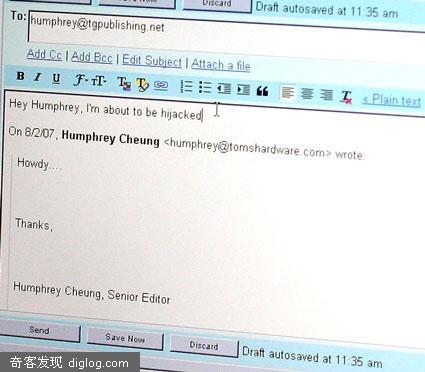 Discard Draft autosaved at 11:35 am
To: humphrey@tgpublishing.net
Add Cc | Add Bcc | Edit Subject | Attach a file
B I U F- тT- « Plain text
Hey Humphrey, I'm about to be hijacked
On 8/2/07, Humphrey Cheung <humphrey@tomshardware.com> wrote:
Howdy....
Thanks,
Humphrey Cheung, Senior Editor
Send Save Now Discard Draft autosaved at 11:35 am
奇客发现 diglog.com